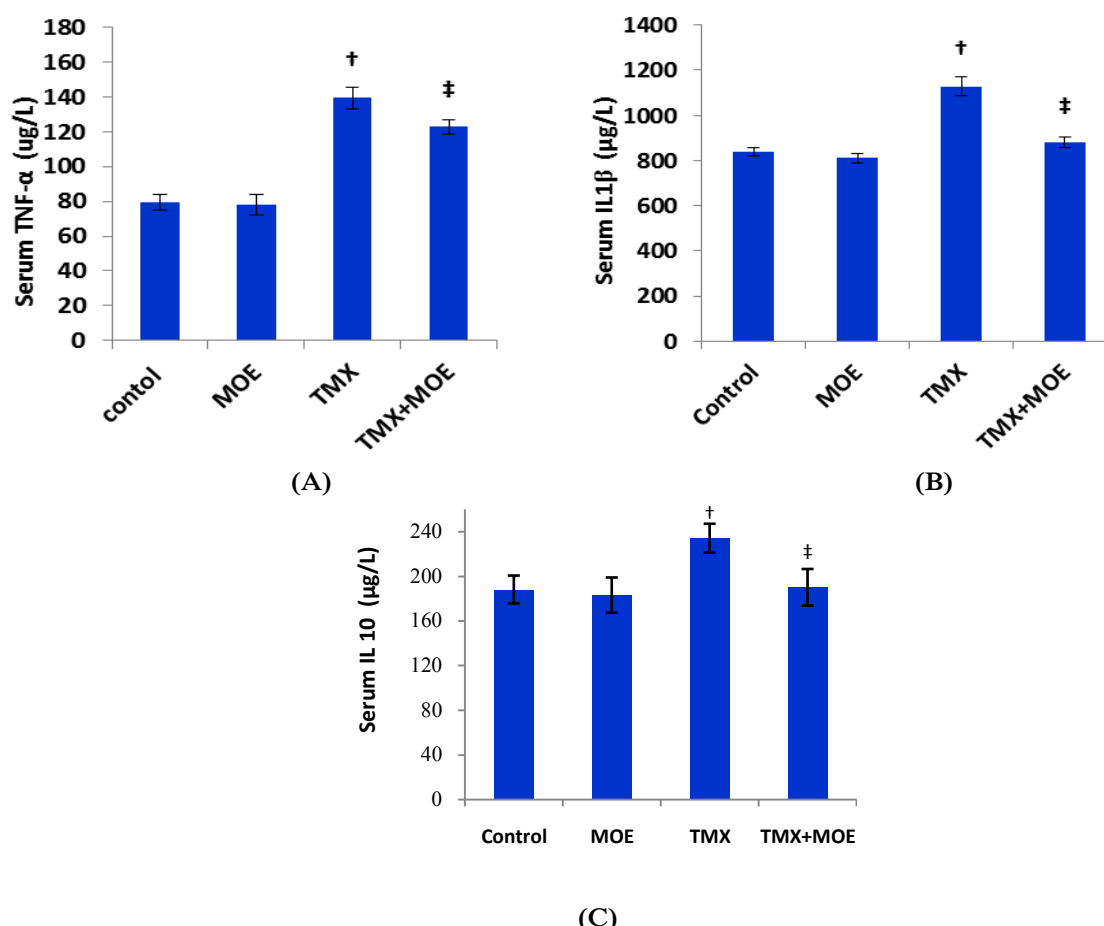 Serum TNF-α (ug/L)
180
160
140
120
100
80
60
40
20
0
†
‡
contol
MOE
TMX
TMX+MOE
(A)
Serum IL1β (µg/L)
1400
1200
1000
800
600
400
200
0
†
‡
Control
MOE
TMX
TMX+MOE
(B)
Serum IL 10 (µg/L)
240
200
160
120
80
40
0
†
‡
Control
MOE
TMX
TMX+MOE
(C)